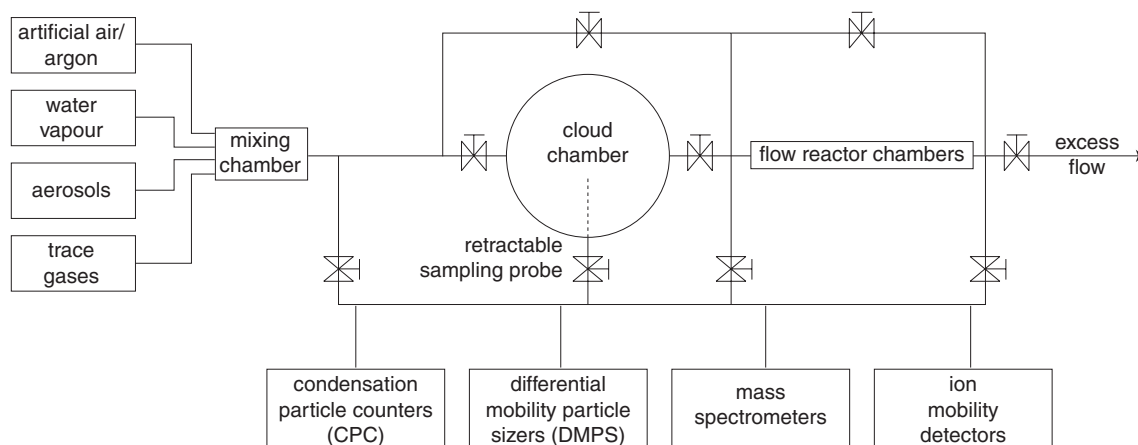 artificial air/
argon
water
vapour
aerosols
trace
gases
mixing
chamber
cloud
chamber
flow reactor chambers
excess
flow
retractable
sampling probe
condensation
particle counters
(CPC)
differential
mobility particle
sizers (DMPS)
mass
spectrometers
ion
mobility
detectors